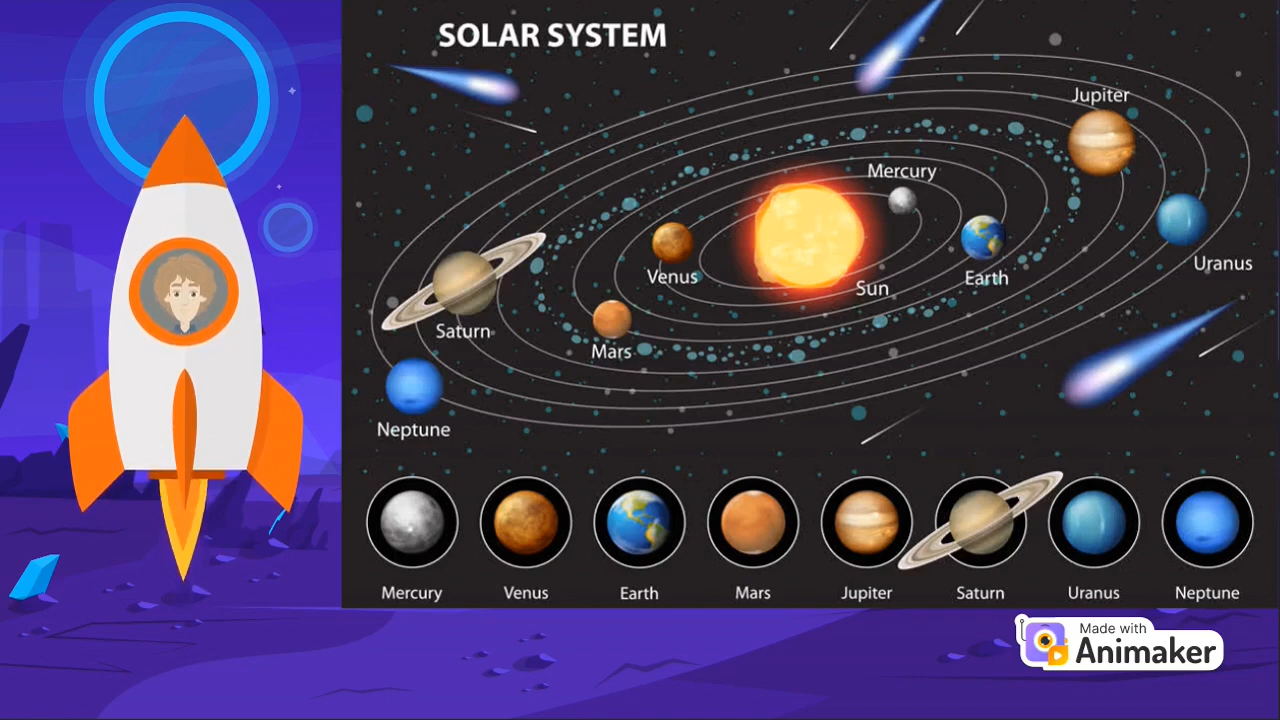 SOLAR SYSTEM
Jupiter
Mercury
Venus
Earth
Uranus
Sun
Saturn
Mars
Neptune
Mercury
Venus
Earth
Mars
Jupiter
Saturn
Uranus
Neptune
Made with
Animaker